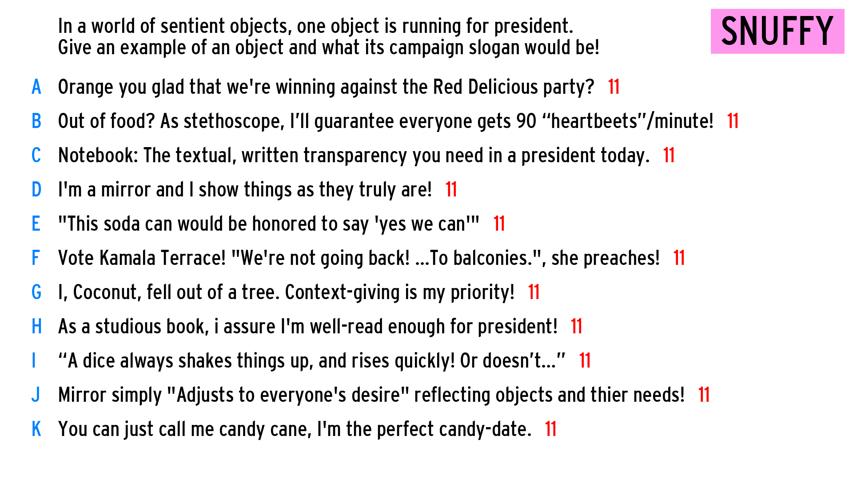 In a world of sentient objects, one object is running for president.
Give an example of an object and what its campaign slogan would be!
SNUFFY
A Orange you glad that we're winning against the Red Delicious party? 11
B Out of food? As stethoscope, I’ll guarantee everyone gets 90 “heartbeets”/minute! 11
C Notebook: The textual, written transparency you need in a president today. 11
D I'm a mirror and I show things as they truly are! 11
E "This soda can would be honored to say 'yes we can'" 11
F Vote Kamala Terrace! "We're not going back! ...To balconies.", she preaches! 11
G I, Coconut, fell out of a tree. Context-giving is my priority! 11
H As a studious book, i assure I'm well-read enough for president! 11
I “A dice always shakes things up, and rises quickly! Or doesn’t...” 11
J Mirror simply "Adjusts to everyone's desire" reflecting objects and thier needs! 11
K You can just call me candy cane, I'm the perfect candy-date. 11